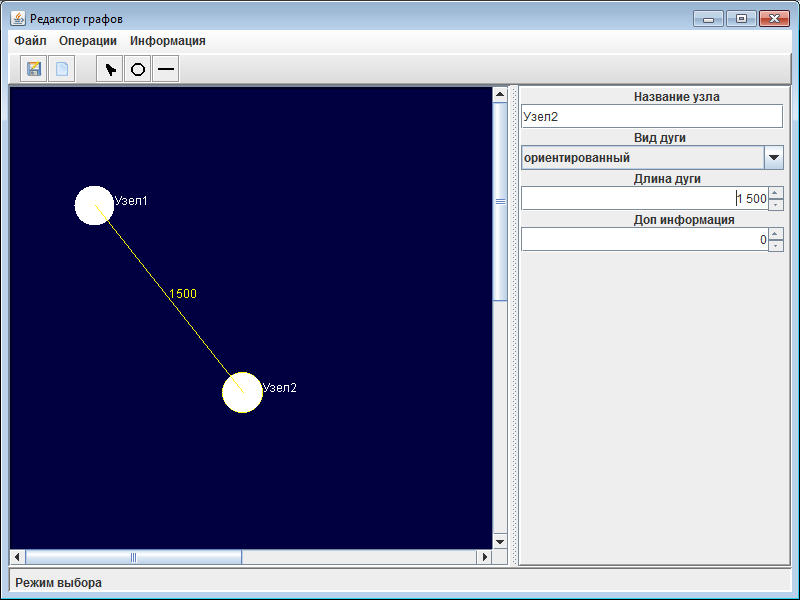 Редактор графов
Файл Операции Информация
Название узла
Узел2
Вид дуги
ориентированный
Длина дуги
1 500
Доп информация
0
Узел1
1500
Узел2
Режим выбора